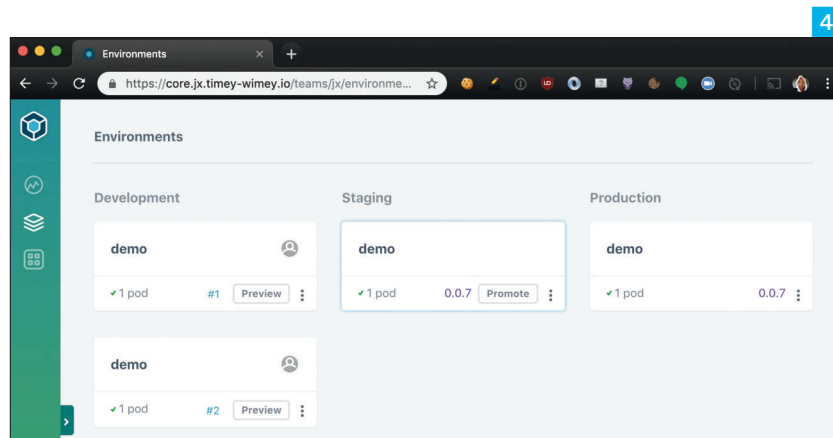 4
Environments
https://core.jx.timey-wimey.io/teams/jx/environme...
Environments
Development
Staging
Production
demo
demo
demo
1 pod #1 Preview
1 pod 0.0.7 Promote
1 pod 0.0.7
demo
1 pod #2 Preview